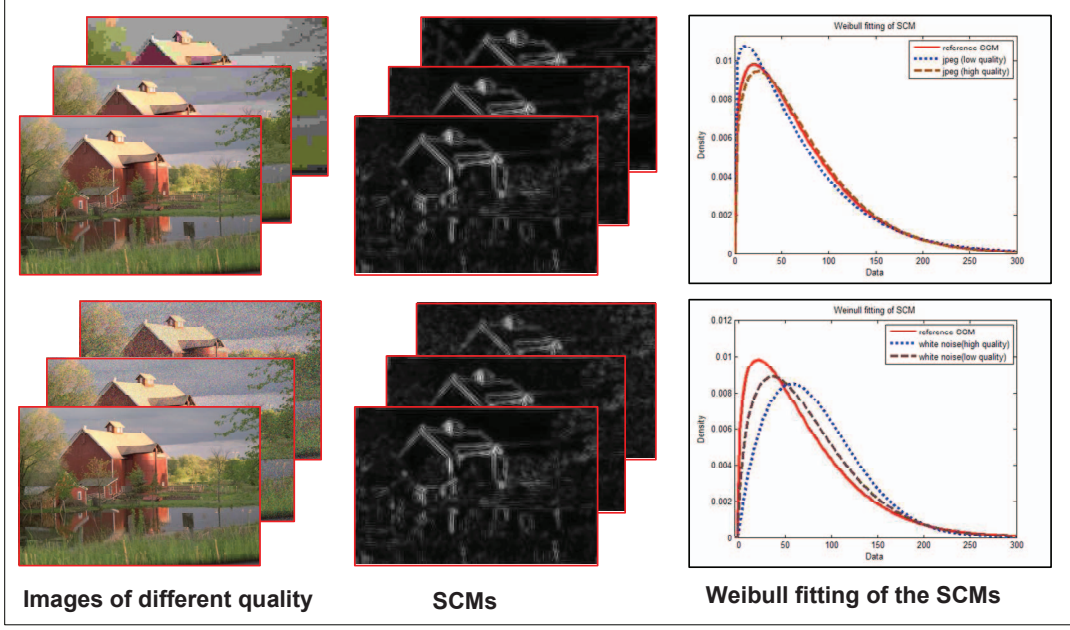 Weibull fitting of SCM
reference SCM
jpeg (low quality)
jpeg (high quality)
0.01
0.008
0.006
0.004
0.002
0
Density
0 50 100 150 200 250 300
Data
Weinull fitting of SCM
reference SCM
white noise(high quality)
white noise(low quality)
0.012
0.01
0.008
0.006
0.004
0.002
0
Density
0 50 100 150 200 250 300
Data
Images of different quality
SCMs
Weibull fitting of the SCMs